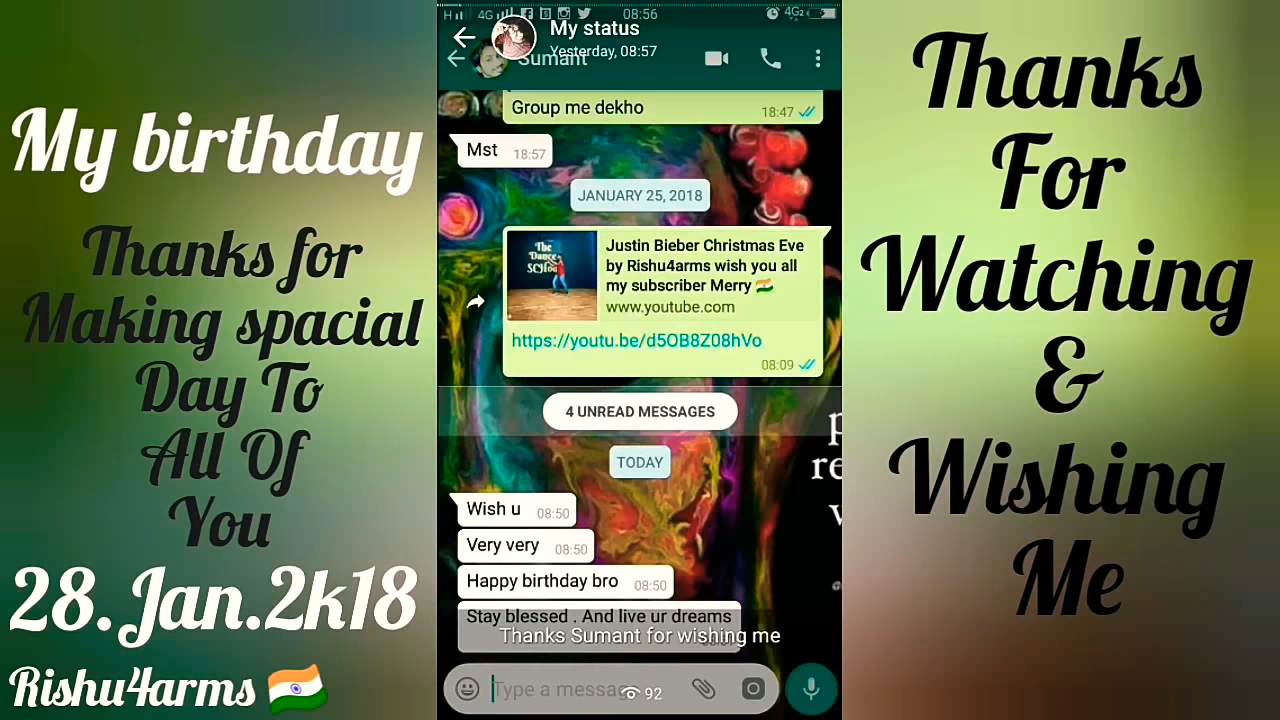 My birthday
Thanks for
Making spacial
Day To
All Of
You
28.Jan.2k18
Rishu4arms
4G
08:56
4G2
My status
Yesterday, 08:57
Sumant
Group me dekho
18:47
Mst 18:57
JANUARY 25, 2018
The
Dance
SCHool
Justin Bieber Christmas Eve
by Rishu4arms wish you all
my subscriber Merry 🇮🇳
www.youtube.com
https://youtu.be/d5OB8Z08hVo
08:09
4 UNREAD MESSAGES
TODAY
Wish u 08:50
Very very 08:50
Happy birthday bro 08:50
Stay blessed . And live ur dreams
Thanks Sumant for wishing me
Type a message
92
Thanks
For
Watching
&
Wishing
Me